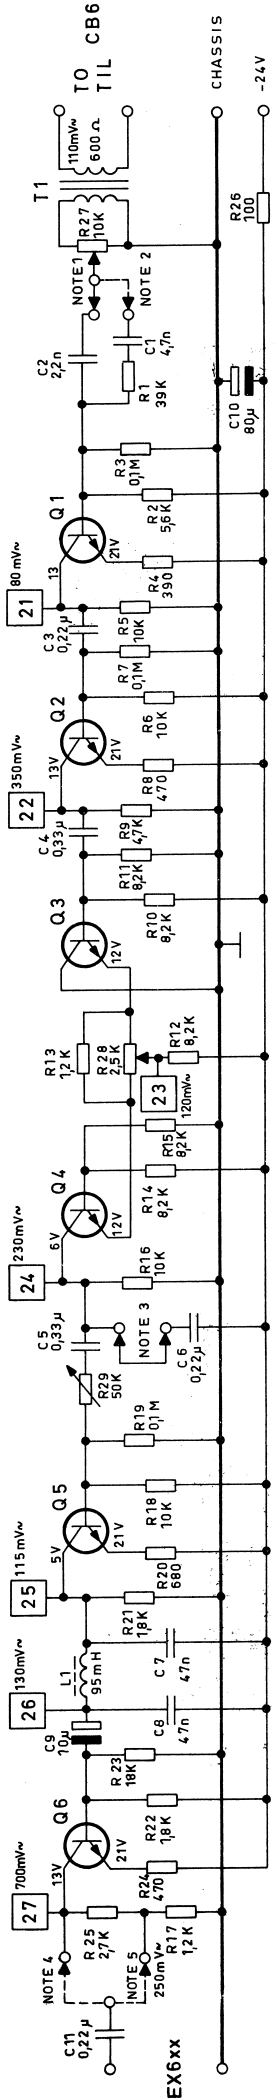 EX6xx
C11
0,22μ
NOTE 4
NOTE 5
250mV~
700mV~
27
R25
2,7K
R17
1,2K
13V
Q6
21V
R24
470
R22
1,8K
R23
18K
C9
10μ
130mV~
26
L1
95mH
C8
47n
C7
47n
115mV~
25
R21
1,8K
5V
Q5
21V
R20
680
R18
10K
R19
0,1M
R29
50K
C5
0,33μ
NOTE 3
C6
0,22μ
230mV~
24
R16
10K
6V
Q4
12V
R14
8,2K
R15
8,2K
R13
1,2K
R28
2,5K
23
120mV~
R12
8,2K
Q3
12V
R10
8,2K
R11
8,2K
R9
4,7K
C4
0,33μ
350mV~
22
13V
Q2
21V
R8
470
R6
10K
R7
0,1M
R5
10K
C3
0,22μ
80mV~
21
13
Q1
21V
R4
390
R2
5,6K
R3
0,1M
R1
39K
C1
4,7n
C2
2,2n
NOTE 1
NOTE 2
R27
10K
T1
110mV~
600Ω
TO CB6
TIL
C10
80μ
R26
100
CHASSIS
-24V